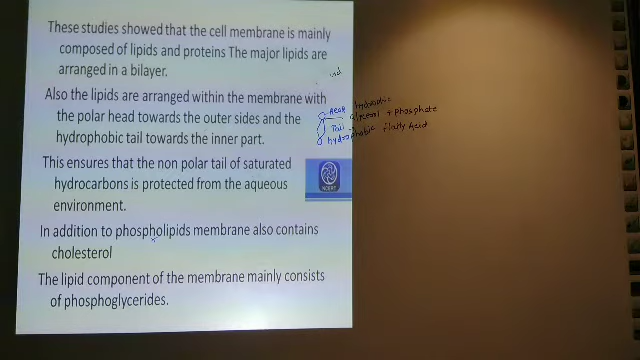 These studies showed that the cell membrane is mainly
composed of lipids and proteins The major lipids are
arranged in a bilayer.
Also the lipids are arranged within the membrane with
the polar head towards the outer sides and the
hydrophobic tail towards the inner part.
This ensures that the non polar tail of saturated
hydrocarbons is protected from the aqueous
environment.
In addition to phospholipids membrane also contains
cholesterol
The lipid component of the membrane mainly consists
of phosphoglycerides.
Head
glycerol + Phosphate
Tail
hydrophobic
NCERT